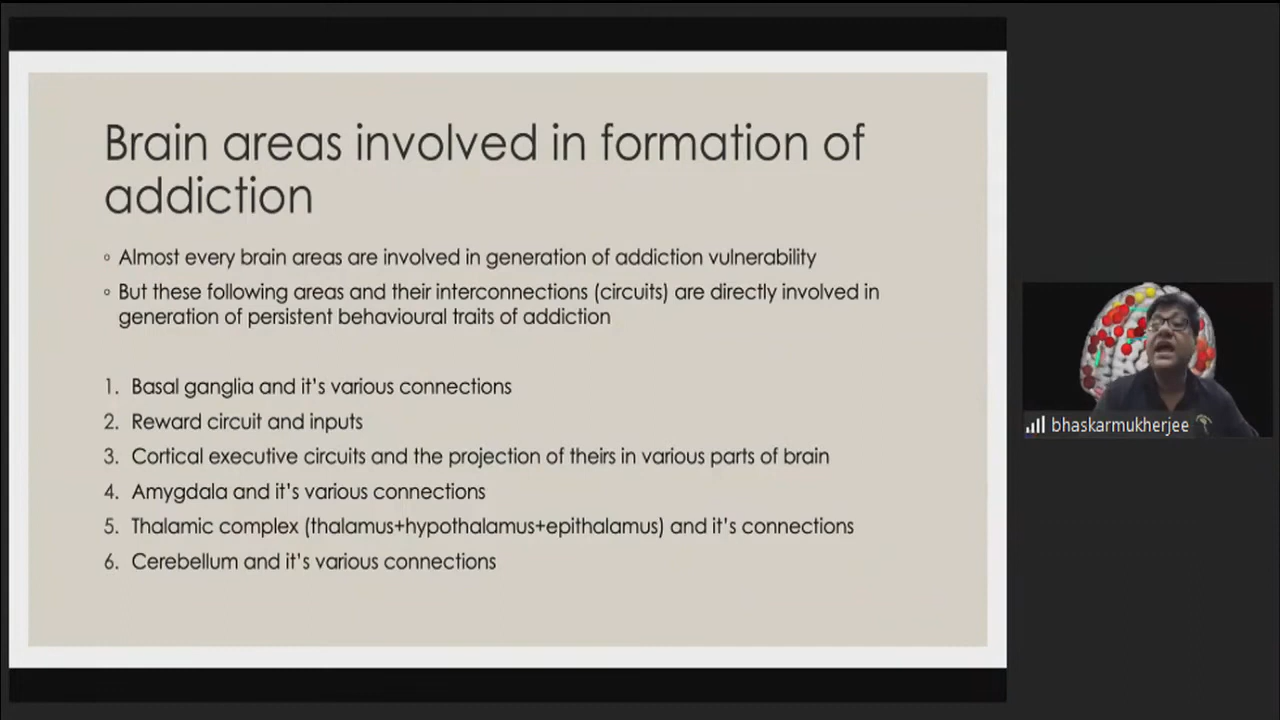 Brain areas involved in formation of
addiction
◦ Almost every brain areas are involved in generation of addiction vulnerability
◦ But these following areas and their interconnections (circuits) are directly involved in
generation of persistent behavioural traits of addiction
1. Basal ganglia and it's various connections
2. Reward circuit and inputs
3. Cortical executive circuits and the projection of theirs in various parts of brain
4. Amygdala and it's various connections
5. Thalamic complex (thalamus+hypothalamus+epithalamus) and it's connections
6. Cerebellum and it's various connections
bhaskarmukherjee